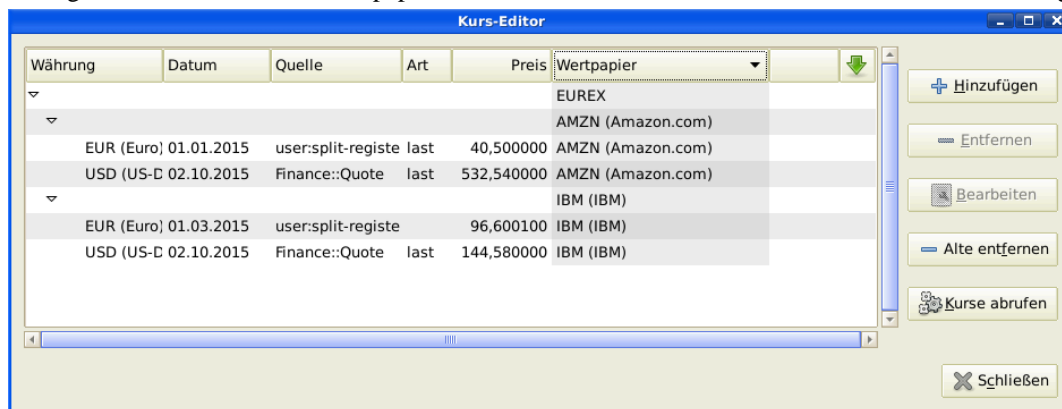 Kurs-Editor
Währung Datum Quelle Art Preis Wertpapier
EUREX
AMZN (Amazon.com)
EUR (Euro) 01.01.2015 user:split-registe last 40,500000 AMZN (Amazon.com)
USD (US-D 02.10.2015 Finance::Quote last 532,540000 AMZN (Amazon.com)
IBM (IBM)
EUR (Euro) 01.03.2015 user:split-registe 96,600100 IBM (IBM)
USD (US-D 02.10.2015 Finance::Quote last 144,580000 IBM (IBM)
Hinzufügen
Entfernen
Bearbeiten
Alte entfernen
Kurse abrufen
Schließen